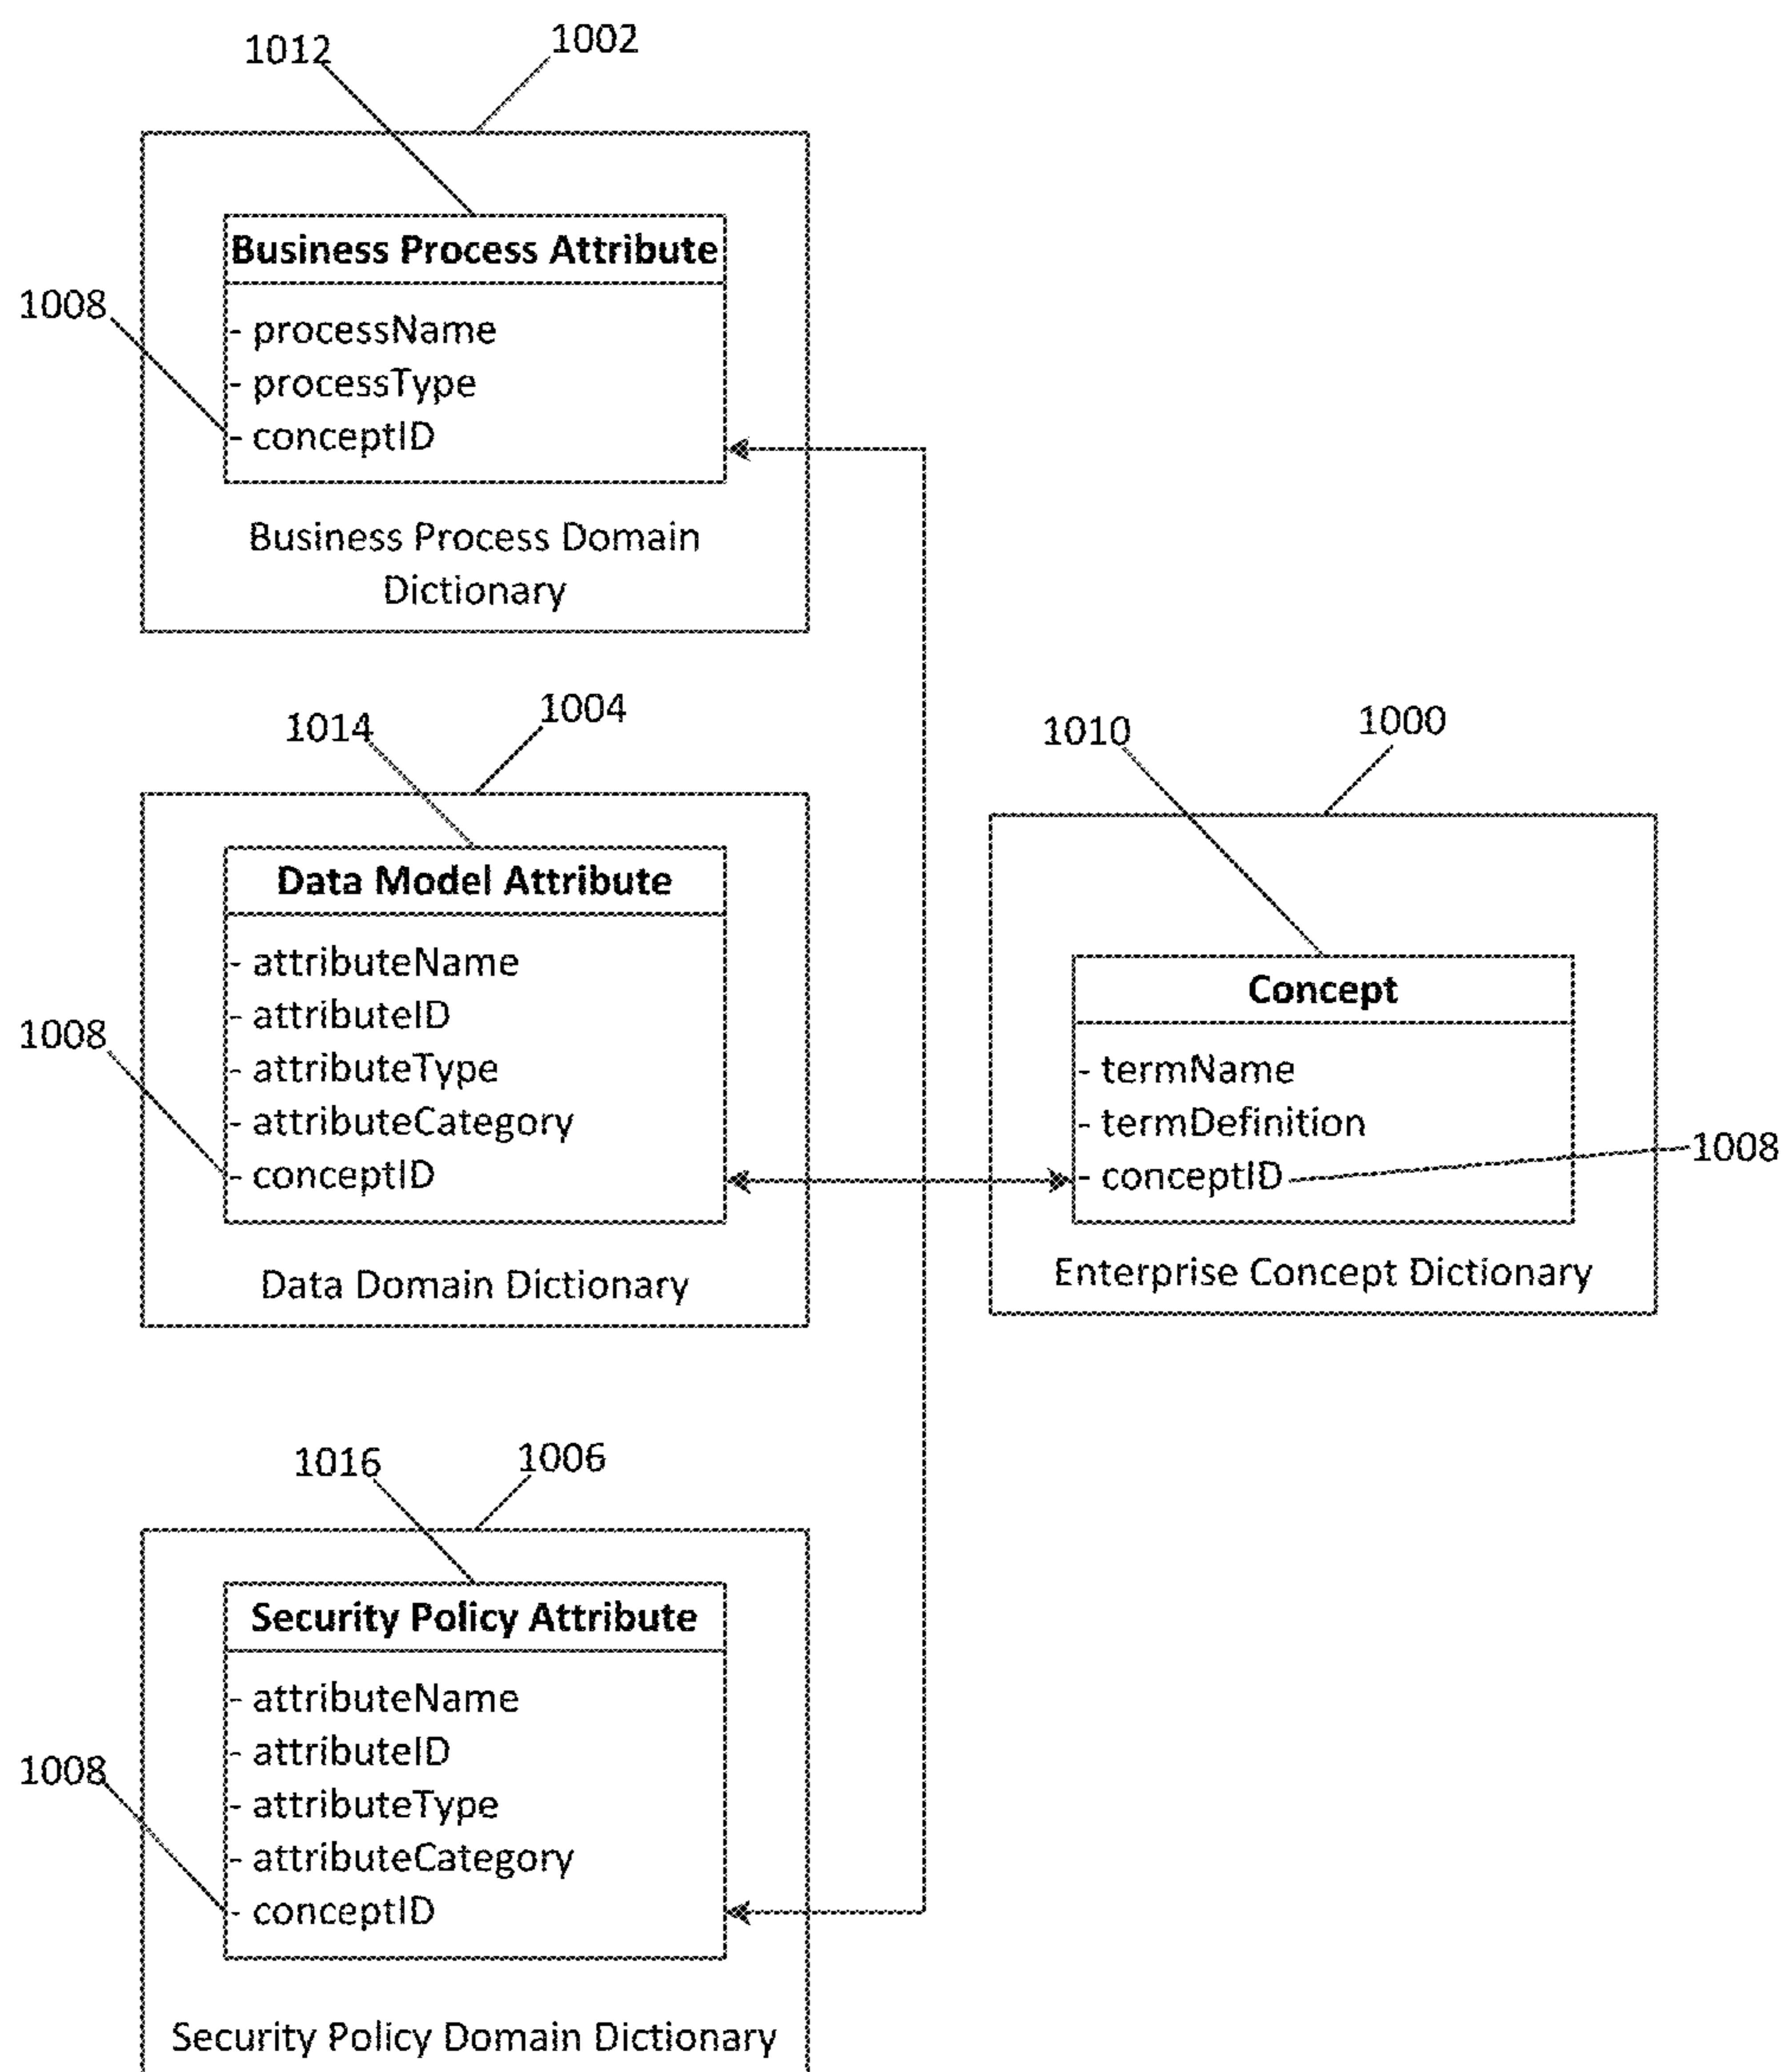 1012
1002
Business Process Attribute
1008
- processName
- processType
- conceptID
Business Process Domain
Dictionary
1014
1004
Data Model Attribute
- attributeName
- attributeID
1008
- attributeType
- attributeCategory
- conceptID
Data Domain Dictionary
1010
1000
Concept
- termName
- termDefinition
- conceptID
1008
Enterprise Concept Dictionary
1016
1006
Security Policy Attribute
- attributeName
- attributeID
1008
- attributeType
- attributeCategory
- conceptID
Security Policy Domain Dictionary